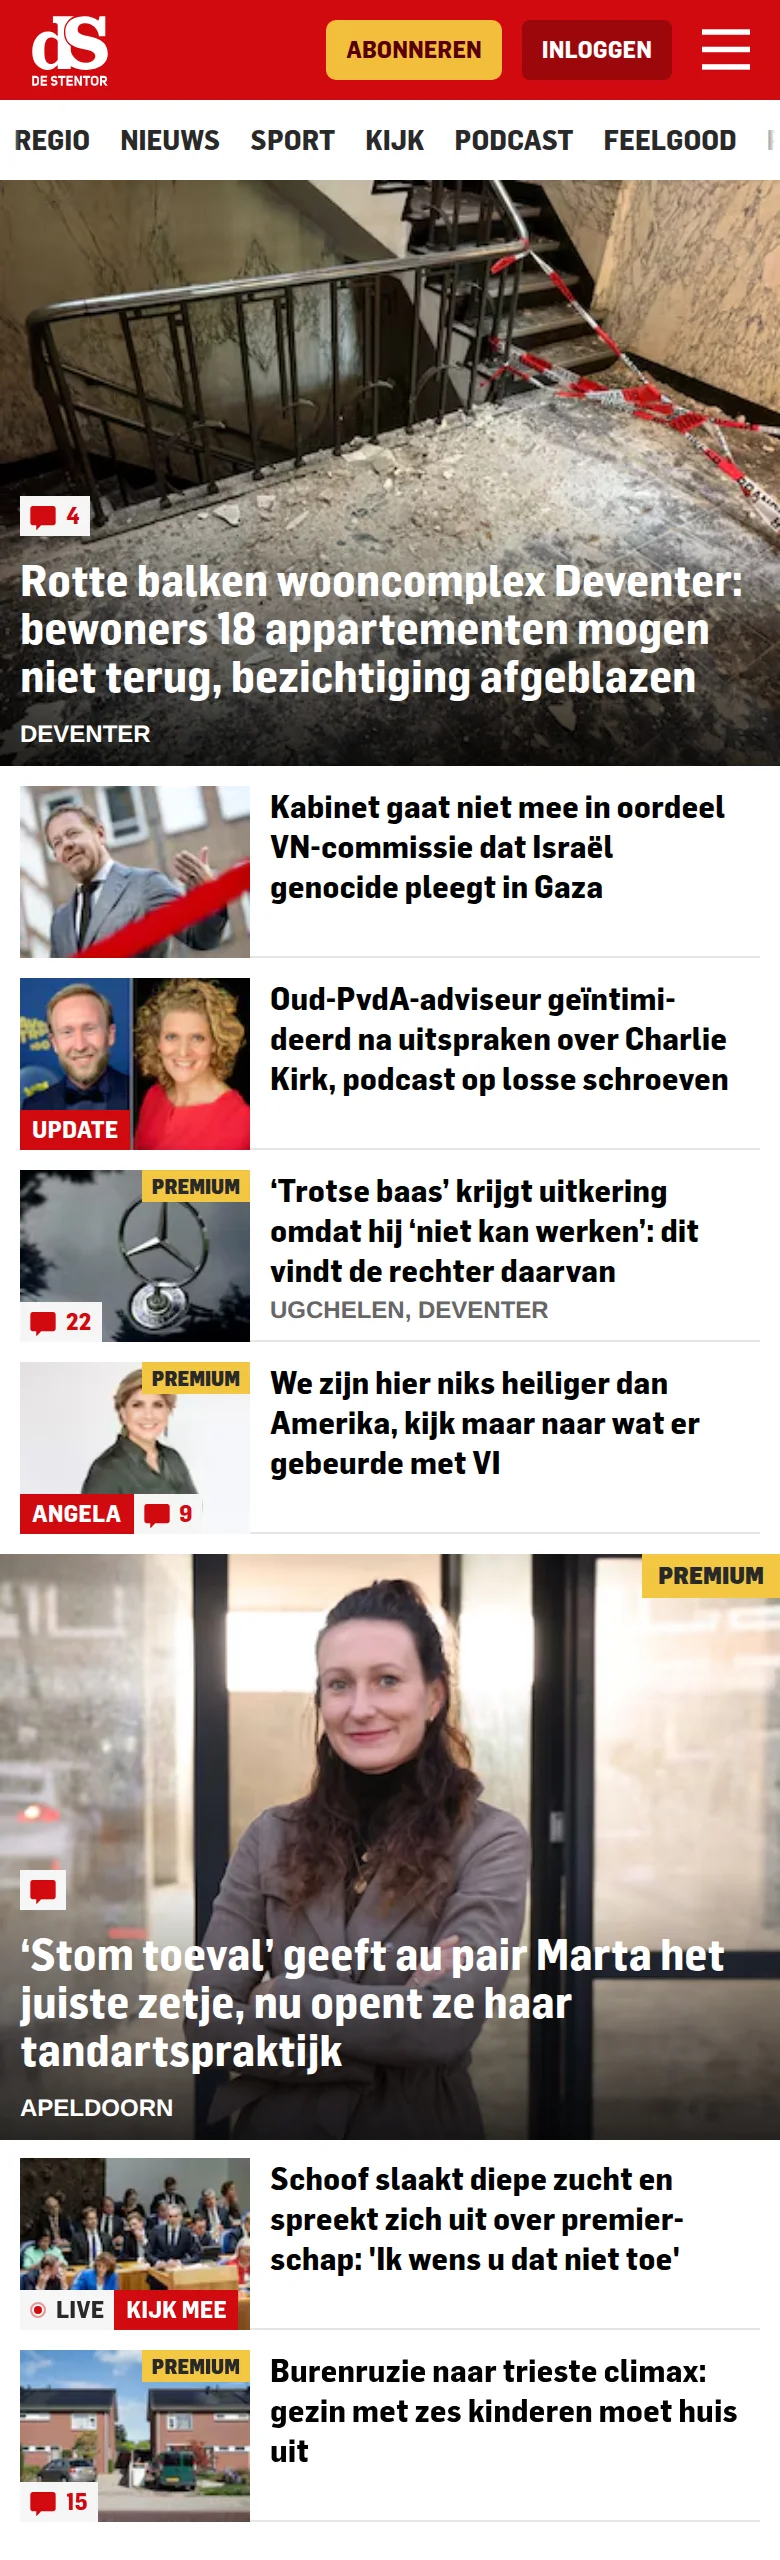 dS
DE STENTOR
ABONNEREN
INLOGGEN
REGIO NIEUWS SPORT KIJK PODCAST FEELGOOD
4
Rotte balken wooncomplex Deventer:
bewoners 18 appartementen mogen
niet terug, bezichtiging afgeblazen
DEVENTER
Kabinet gaat niet mee in oordeel
VN-commissie dat Israël
genocide pleegt in Gaza
UPDATE
Oud-PvdA-adviseur geïntimi-
deerd na uitspraken over Charlie
Kirk, podcast op losse schroeven
PREMIUM
22
‘Trotse baas’ krijgt uitkering
omdat hij ‘niet kan werken’: dit
vindt de rechter daarvan
UGCHELEN, DEVENTER
PREMIUM
ANGELA 9
We zijn hier niks heiliger dan
Amerika, kijk maar naar wat er
gebeurde met VI
PREMIUM
‘Stom toeval’ geeft au pair Marta het
juiste zetje, nu opent ze haar
tandartspraktijk
APELDOORN
LIVE KIJK MEE
Schoof slaakt diepe zucht en
spreekt zich uit over premier-
schap: 'Ik wens u dat niet toe'
PREMIUM
15
Burenruzie naar trieste climax:
gezin met zes kinderen moet huis
uit